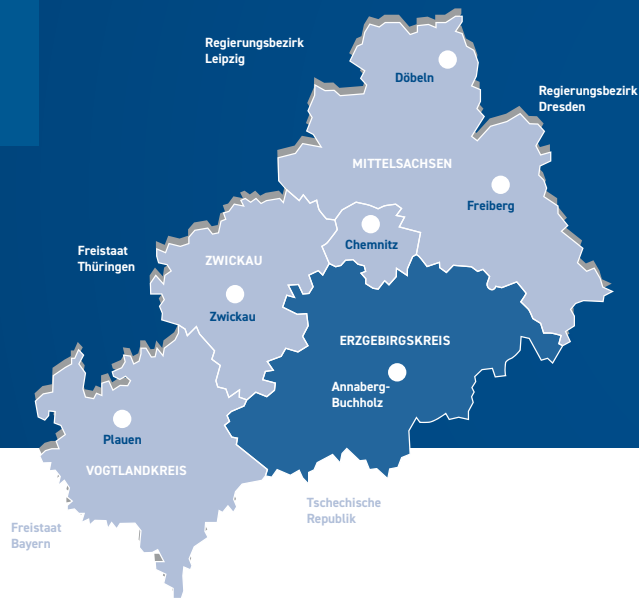 Regierungsbezirk
Leipzig
Döbeln
Regierungsbezirk
Dresden
MITTELSACHSEN
Freiberg
Chemnitz
Freistaat
Thüringen
ZWICKAU
Zwickau
ERZGEBIRGSKREIS
Annaberg-
Buchholz
Plauen
VOGTLANDKREIS
Tschechische
Republik
Freistaat
Bayern